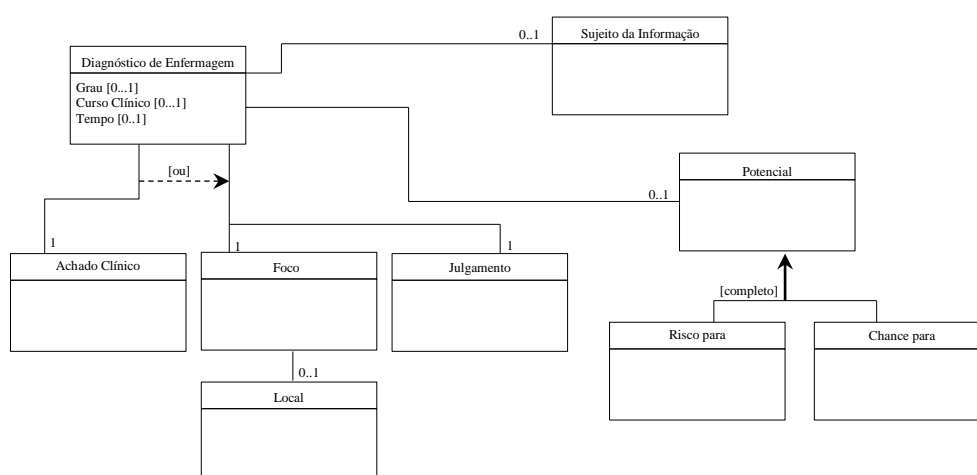 0..1
Sujeito da Informação
Diagnóstico de Enfermagem
Grau [0...1]
Curso Clínico [0...1]
Tempo [0..1]
[ou]
Potencial
0..1
1
1
1
Achado Clínico
Foco
Julgamento
[completo]
Risco para
Chance para
0..1
Local